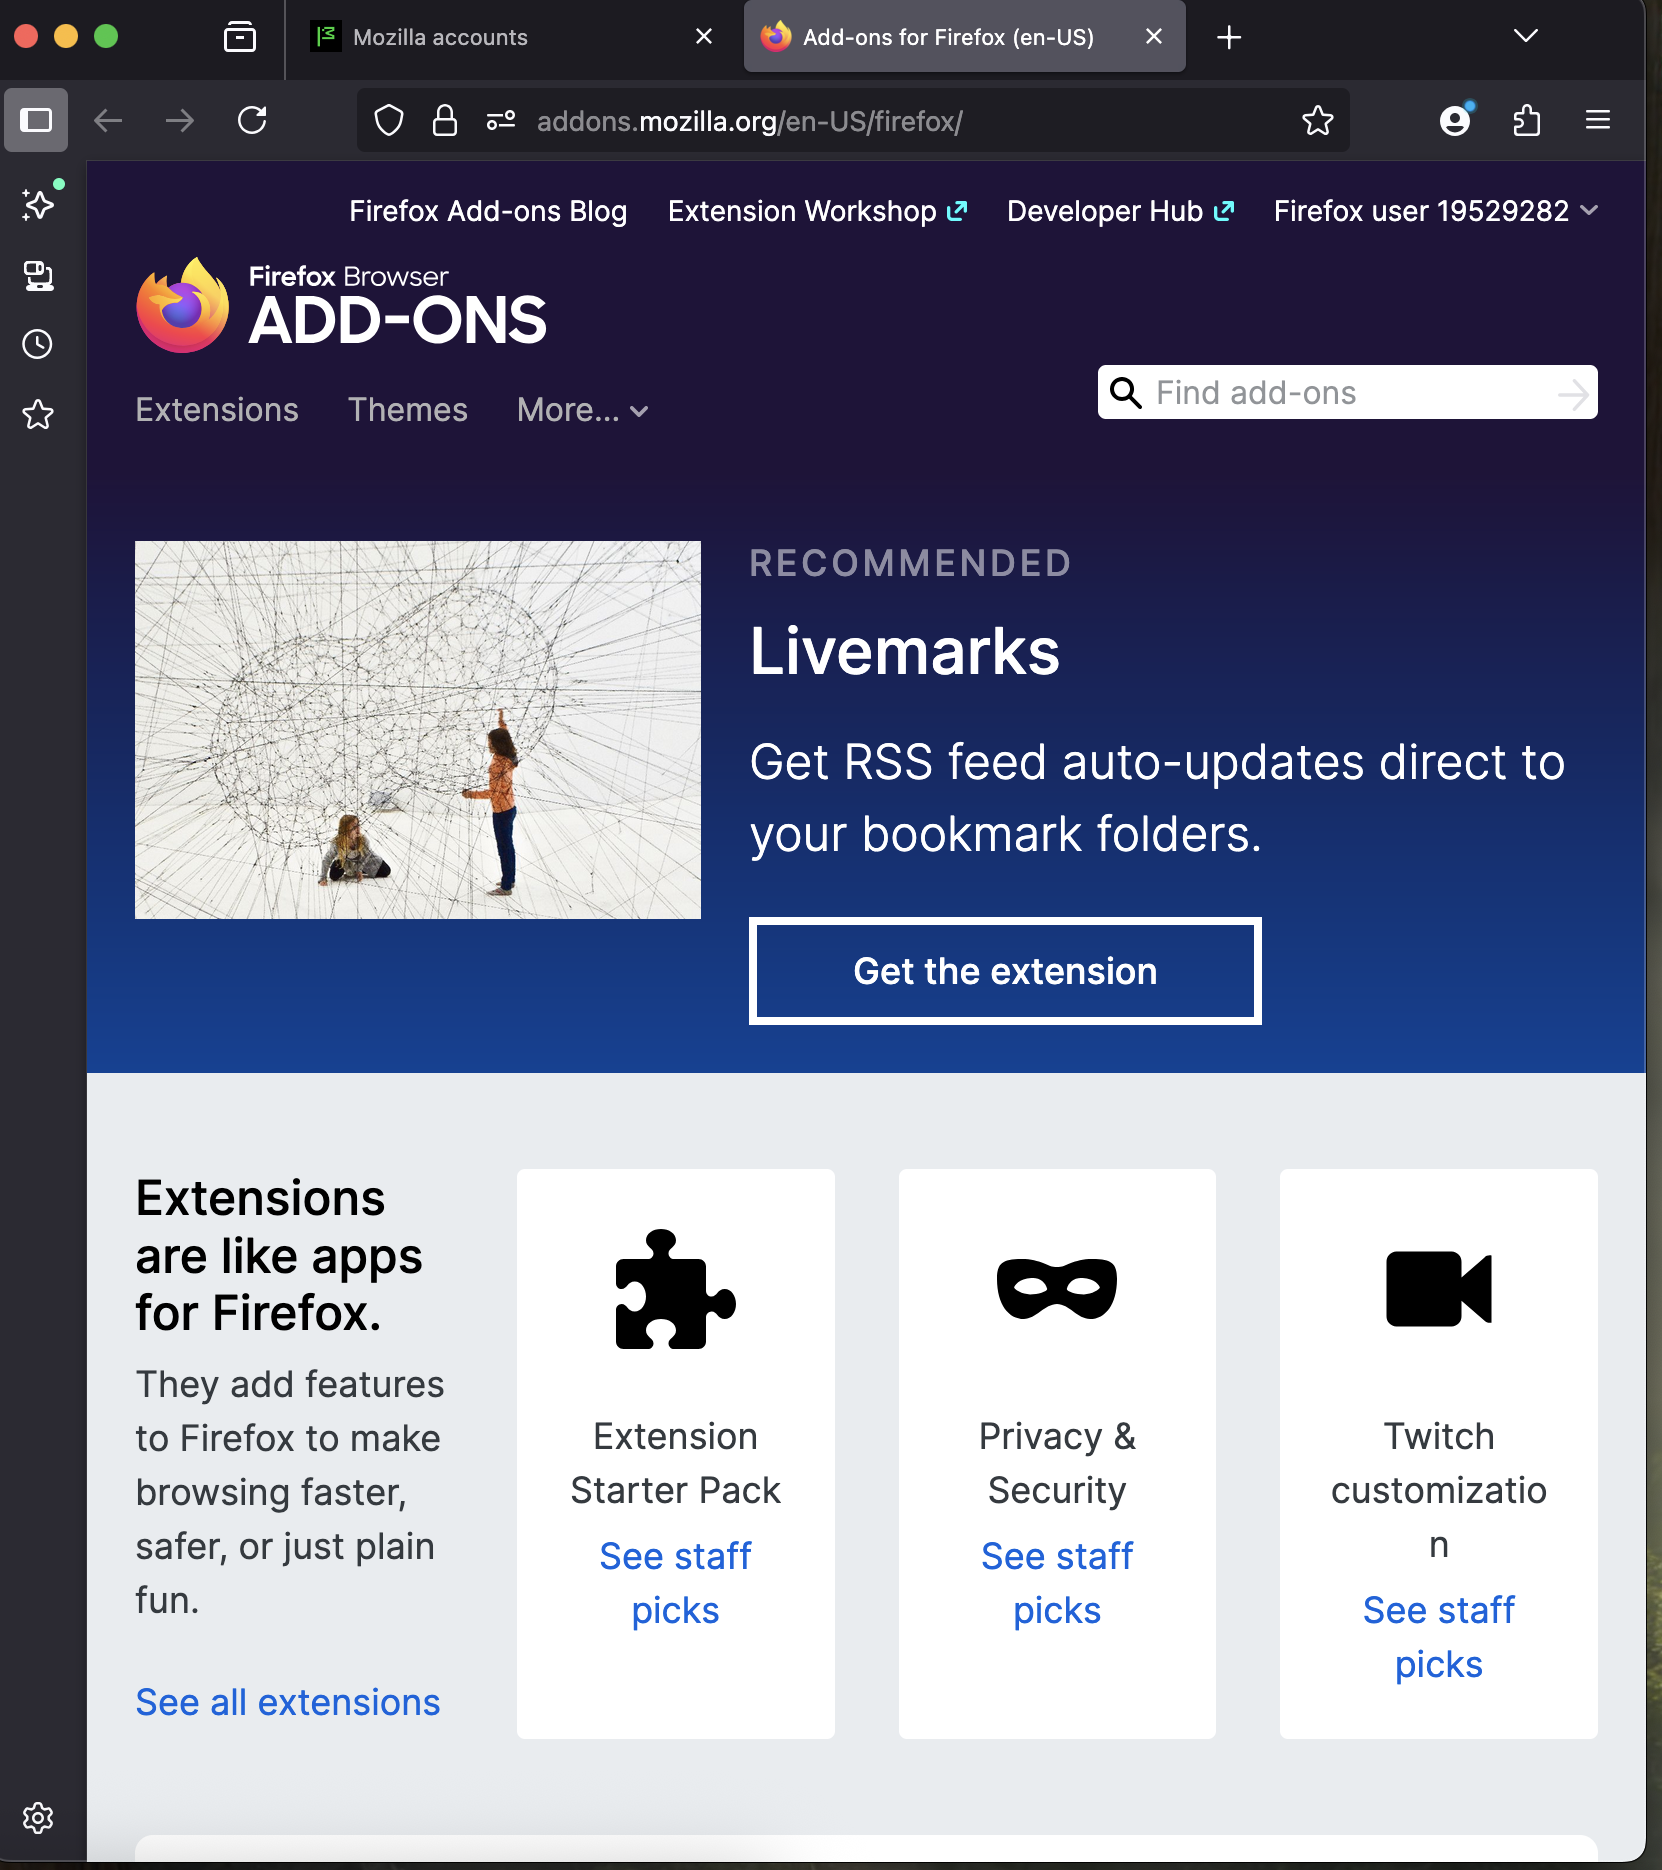 Mozilla accounts
Add-ons for Firefox (en-US)
addons.mozilla.org/en-US/firefox/
Firefox Add-ons Blog
Extension Workshop
Developer Hub
Firefox user 19529282
Firefox Browser
ADD-ONS
Extensions
Themes
More...
Find add-ons
RECOMMENDED
Livemarks
Get RSS feed auto-updates direct to
your bookmark folders.
Get the extension
Extensions
are like apps
for Firefox.
They add features
to Firefox to make
browsing faster,
safer, or just plain
fun.
See all extensions
Extension
Starter Pack
See staff
picks
Privacy &
Security
See staff
picks
Twitch
customizatio
n
See staff
picks